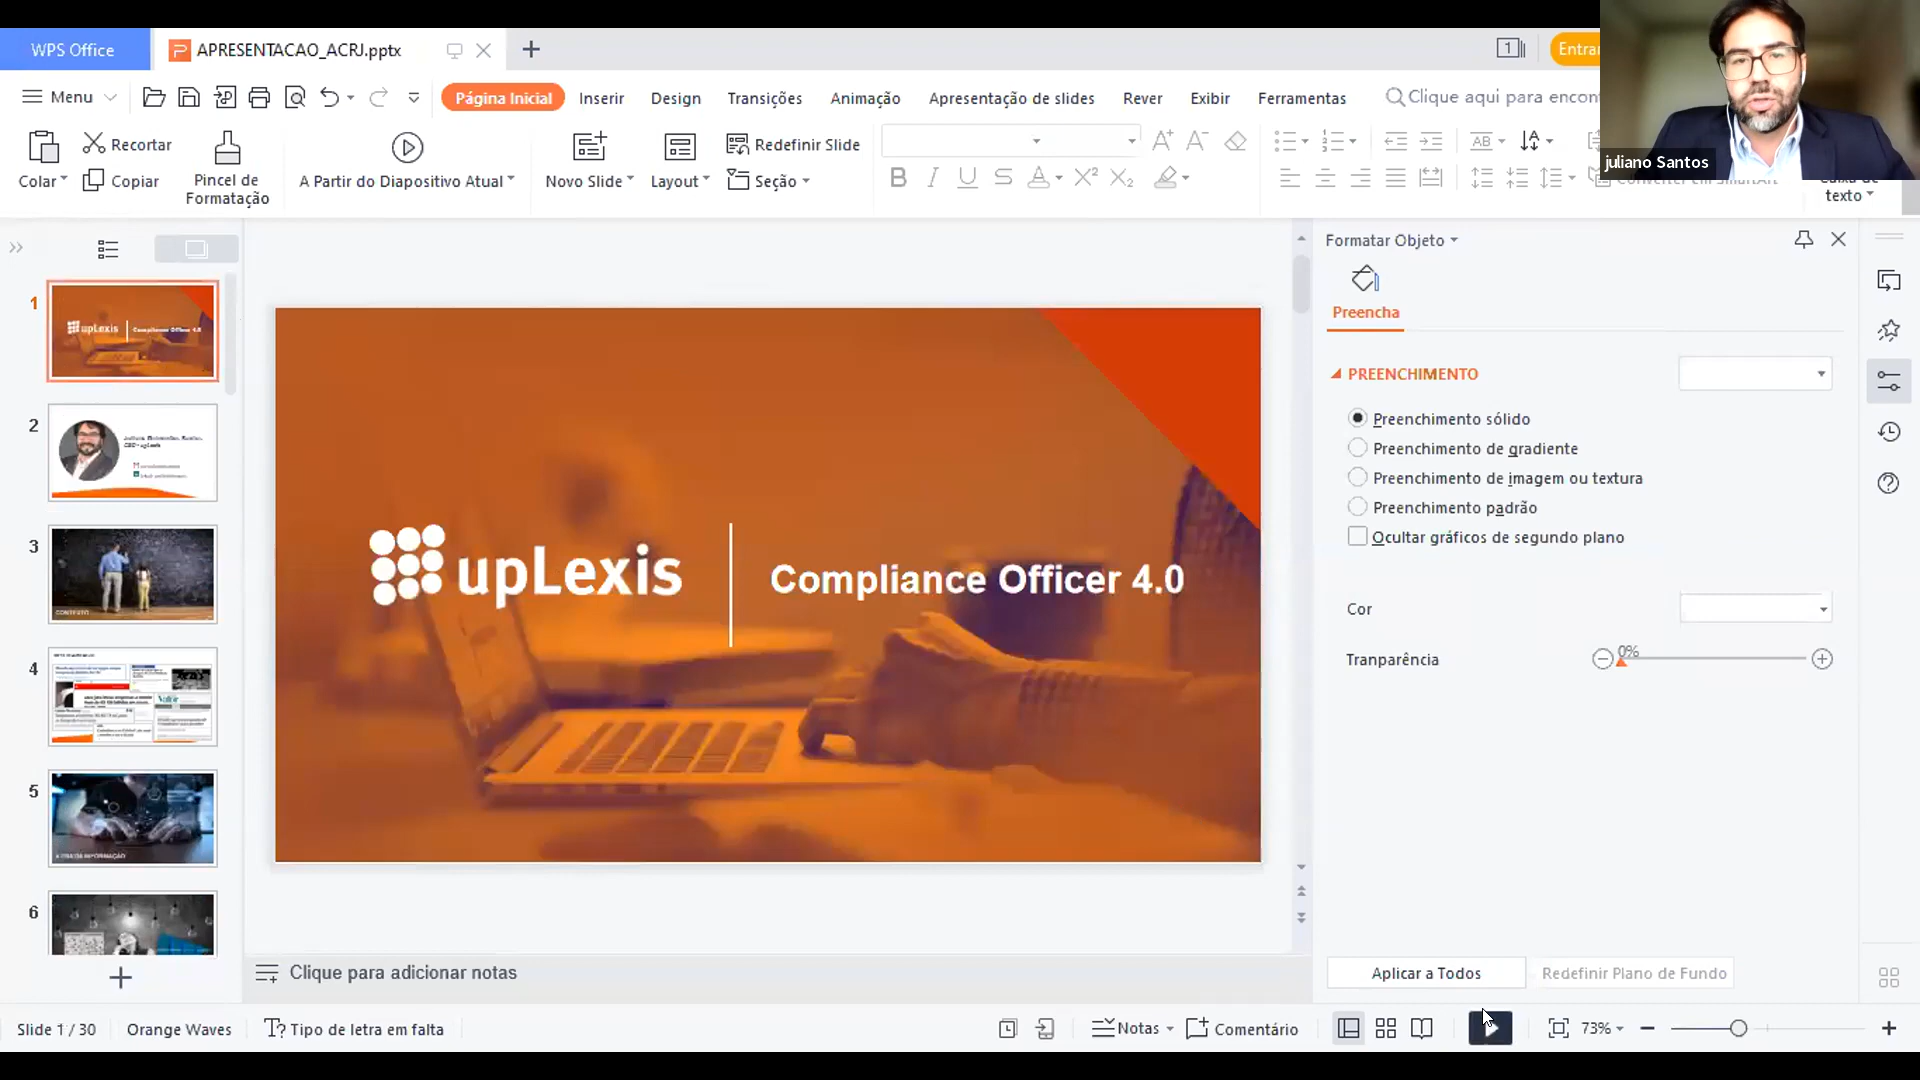 WPS Office
APRESENTACAO_ACRJ.pptx
1
Entrar
Menu
Página Inicial
Inserir
Design
Transições
Animação
Apresentação de slides
Rever
Exibir
Ferramentas
Clique aqui para encon
Colar
Recortar
Copiar
Pincel de
Formatação
A Partir do Diapositivo Atual
Novo Slide
Layout
Redefinir Slide
Seção
juliano Santos
texto
1
2
3
CONTEXTO
4
5
A ERA DA INFORMAÇÃO
6
upLexis
Compliance Officer 4.0
Formatar Objeto
Preencha
PREENCHIMENTO
Preenchimento sólido
Preenchimento de gradiente
Preenchimento de imagem ou textura
Preenchimento padrão
Ocultar gráficos de segundo plano
Cor
Tranparência
0%
Aplicar a Todos
Redefinir Plano de Fundo
Clique para adicionar notas
Slide 1 / 30
Orange Waves
Tipo de letra em falta
Notas
Comentário
73%